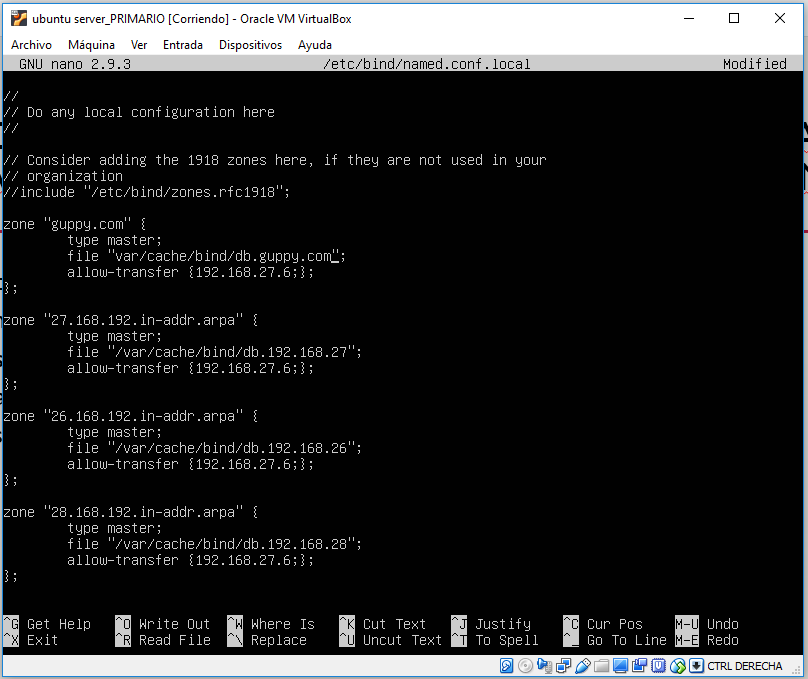 ubuntu server_PRIMARIO [Corriendo] - Oracle VM VirtualBox
Archivo Máquina Ver Entrada Dispositivos Ayuda
GNU nano 2.9.3 /etc/bind/named.conf.local Modified
//
// Do any local configuration here
//
// Consider adding the 1918 zones here, if they are not used in your
// organization
//include "/etc/bind/zones.rfc1918";
zone "guppy.com" {
type master;
file "var/cache/bind/db.guppy.com";
allow-transfer {192.168.27.6;};
};
zone "27.168.192.in-addr.arpa" {
type master;
file "/var/cache/bind/db.192.168.27";
allow-transfer {192.168.27.6;};
};
zone "26.168.192.in-addr.arpa" {
type master;
file "/var/cache/bind/db.192.168.26";
allow-transfer {192.168.27.6;};
};
zone "28.168.192.in-addr.arpa" {
type master;
file "/var/cache/bind/db.192.168.28";
allow-transfer {192.168.27.6;};
};
^G Get Help ^O Write Out ^W Where Is ^K Cut Text ^J Justify ^C Cur Pos M-U Undo
^X Exit ^R Read File ^\ Replace ^U Uncut Text ^T To Spell ^_ Go To Line M-E Redo
CTRL DERECHA